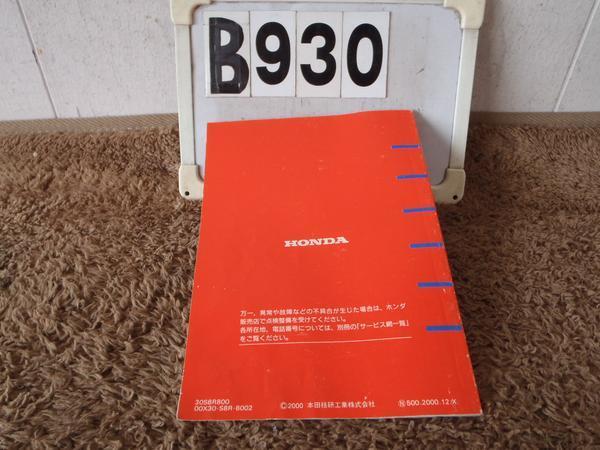 B930
HONDA
万一、異常や故障などの不具合が生じた場合は、ホンダ
販売店で点検整備を受けてください。
各所在地、電話番号については、別冊の「サービス網一覧」
をご覧ください。
30S8R800
00X30-S8R-8002
©2000 本田技研工業株式会社
Ⓝ500.2000.12.K